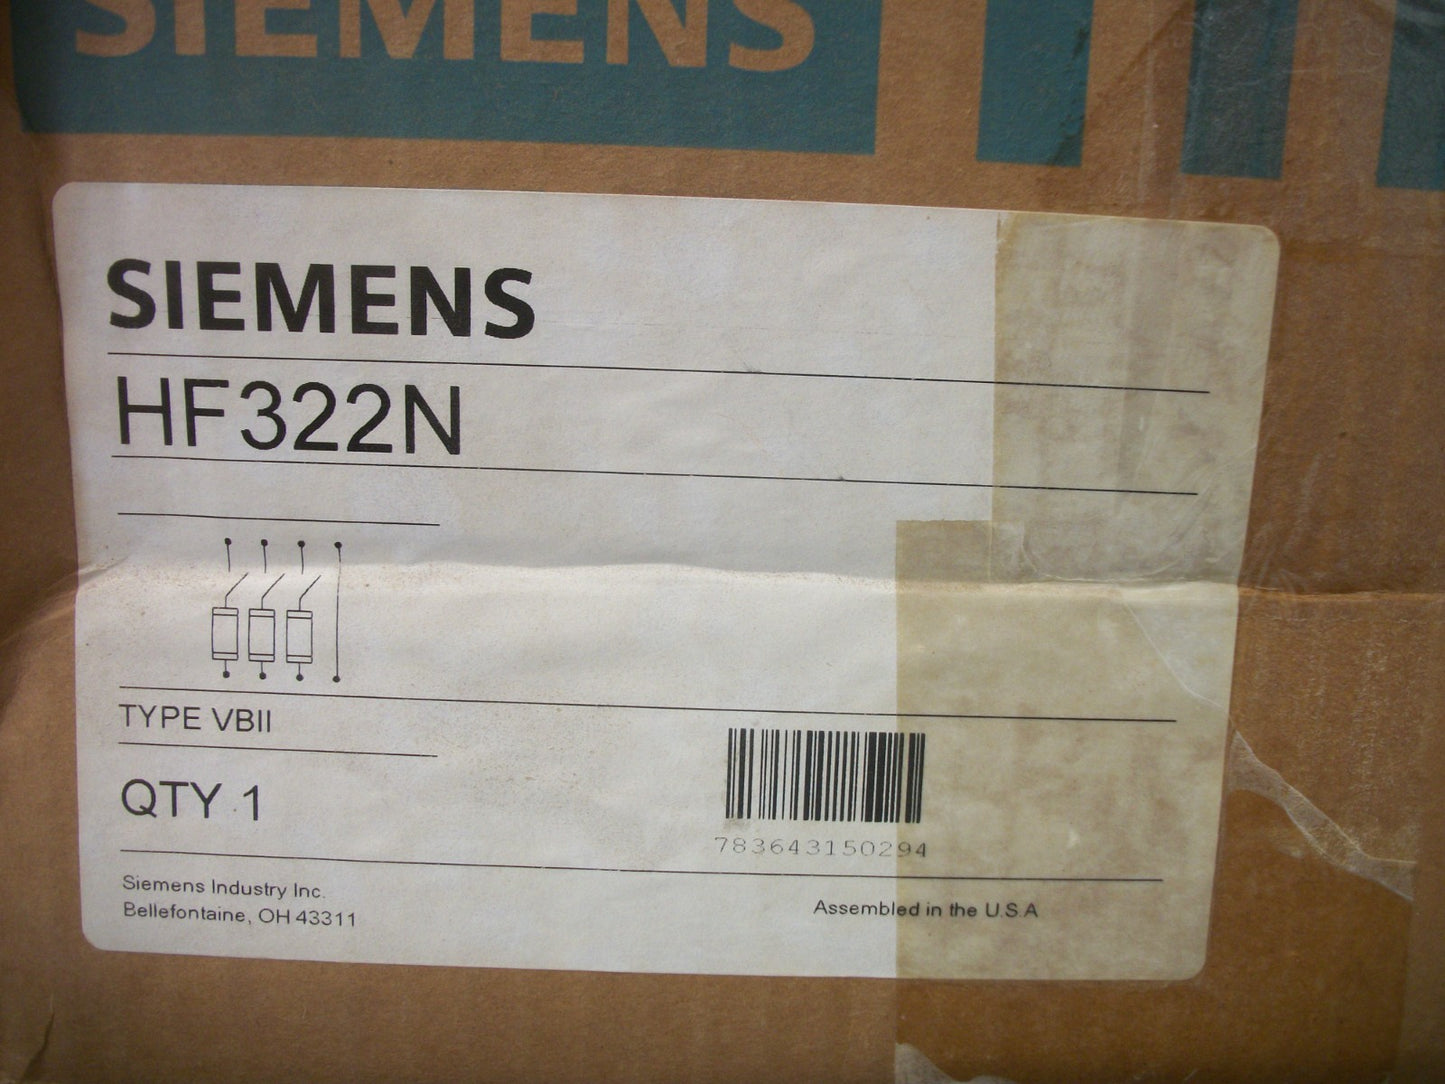 SIEMENS
SIEMENS
HF322N
TYPE VBII
QTY 1
783643150294
Siemens Industry Inc.
Bellefontaine, OH 43311
Assembled in the U.S.A